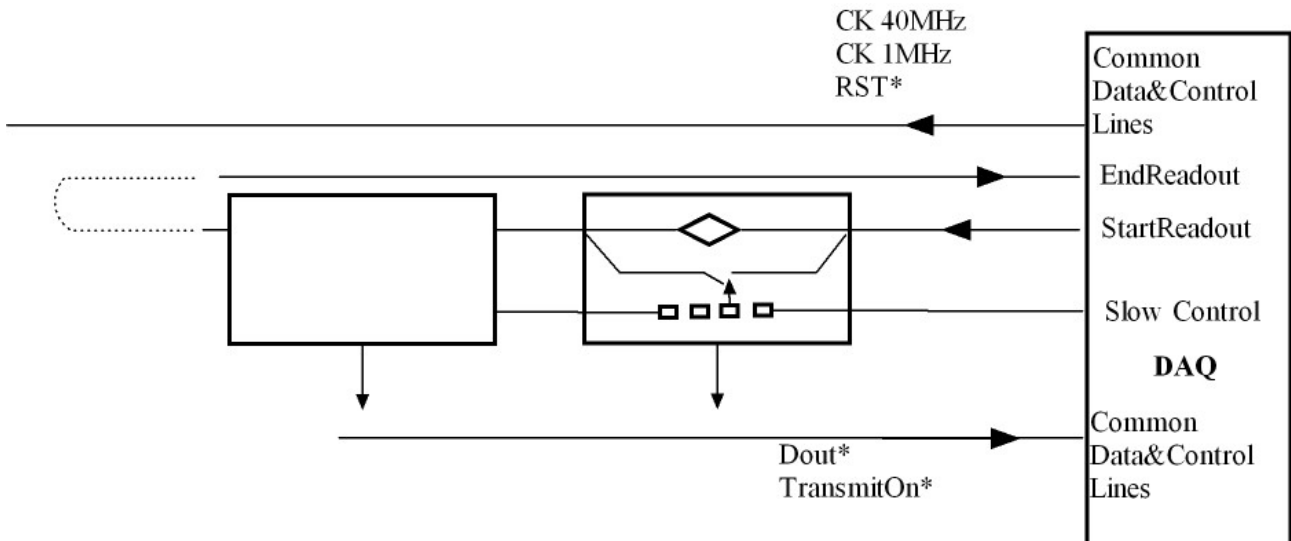 CK 40MHz
CK 1MHz
RST*
Common
Data&Control
Lines
EndReadout
StartReadout
Slow Control
DAQ
Common
Data&Control
Lines
Dout*
TransmitOn*